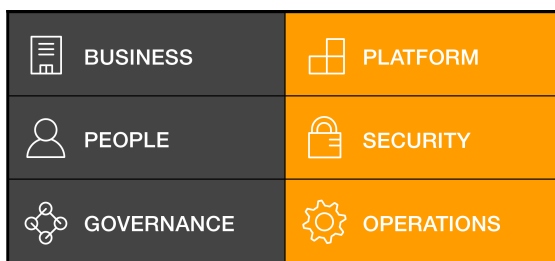 BUSINESS
PLATFORM
PEOPLE
SECURITY
GOVERNANCE
OPERATIONS